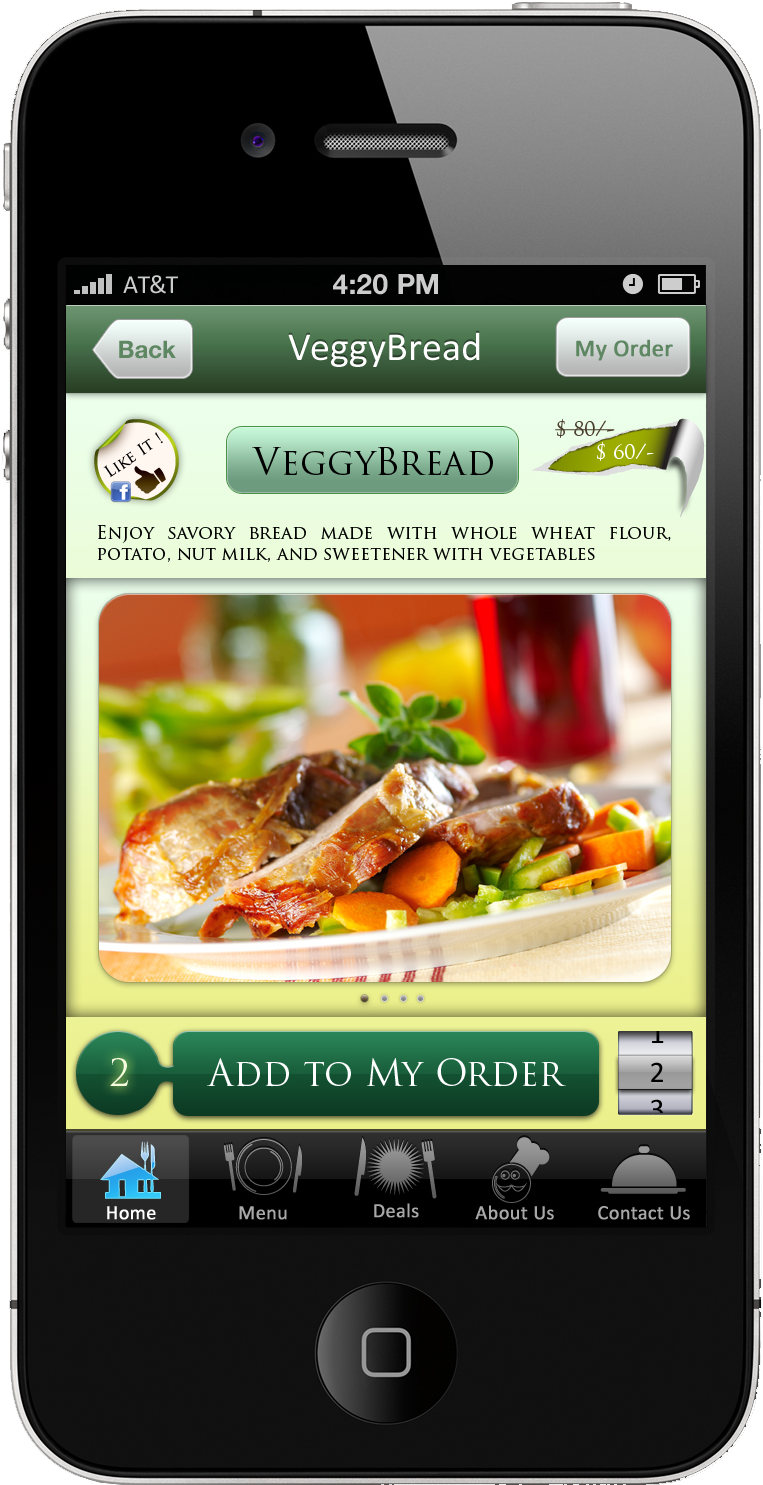 AT&T 4:20 PM
Back VeggyBread My Order
LIKE IT !
f
VEGGYBREAD
$ 80/-
$ 60/-
ENJOY SAVORY BREAD MADE WITH WHOLE WHEAT FLOUR,
POTATO, NUT MILK, AND SWEETENER WITH VEGETABLES
2 ADD TO MY ORDER
1
2
3
Home Menu Deals About Us Contact Us